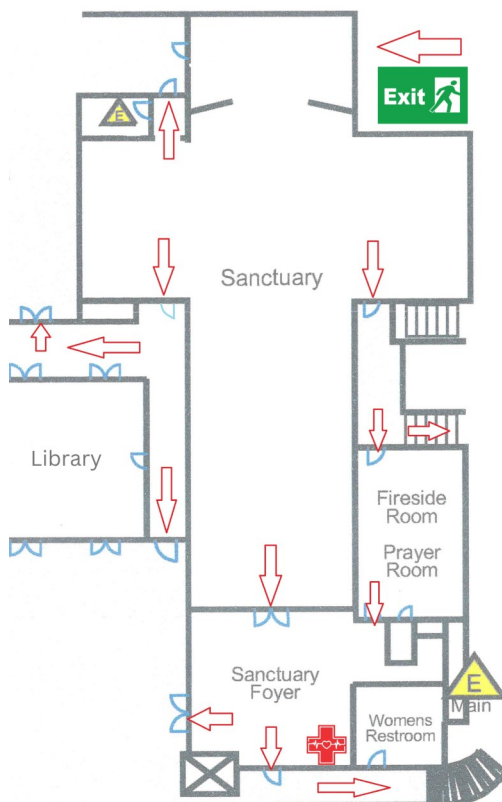 Exit
E
Sanctuary
Library
Fireside
Room
Prayer
Room
Sanctuary
Foyer
E
Main
Womens
Restroom